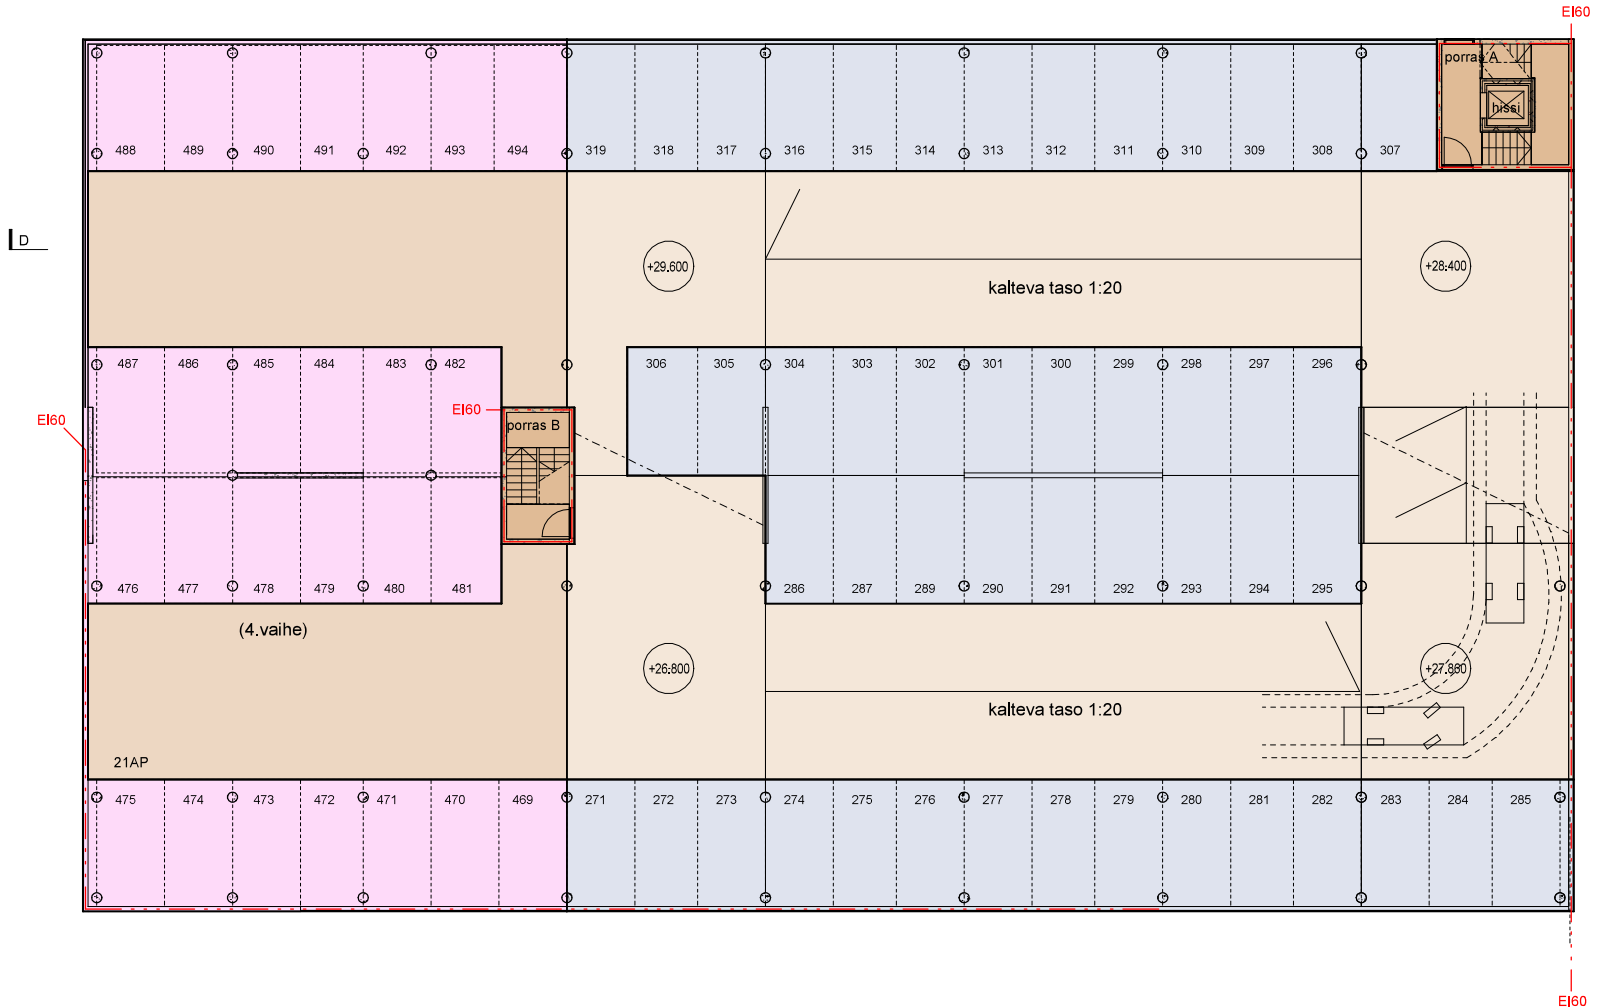 EI60
porras A
hissi
488 489 490 491 492 493 494 319 318 317 316 315 314 313 312 311 310 309 308 307
D
+29.600
+28.400
kalteva taso 1:20
487 486 485 484 483 482 306 305 304 303 302 301 300 299 298 297 296
EI60
EI60
porras B
476 477 478 479 480 481 286 287 289 290 291 292 293 294 295
(4.vaihe)
+26.800
+27.860
kalteva taso 1:20
21AP
475 474 473 472 471 470 469 271 272 273 274 275 276 277 278 279 280 281 282 283 284 285
EI60